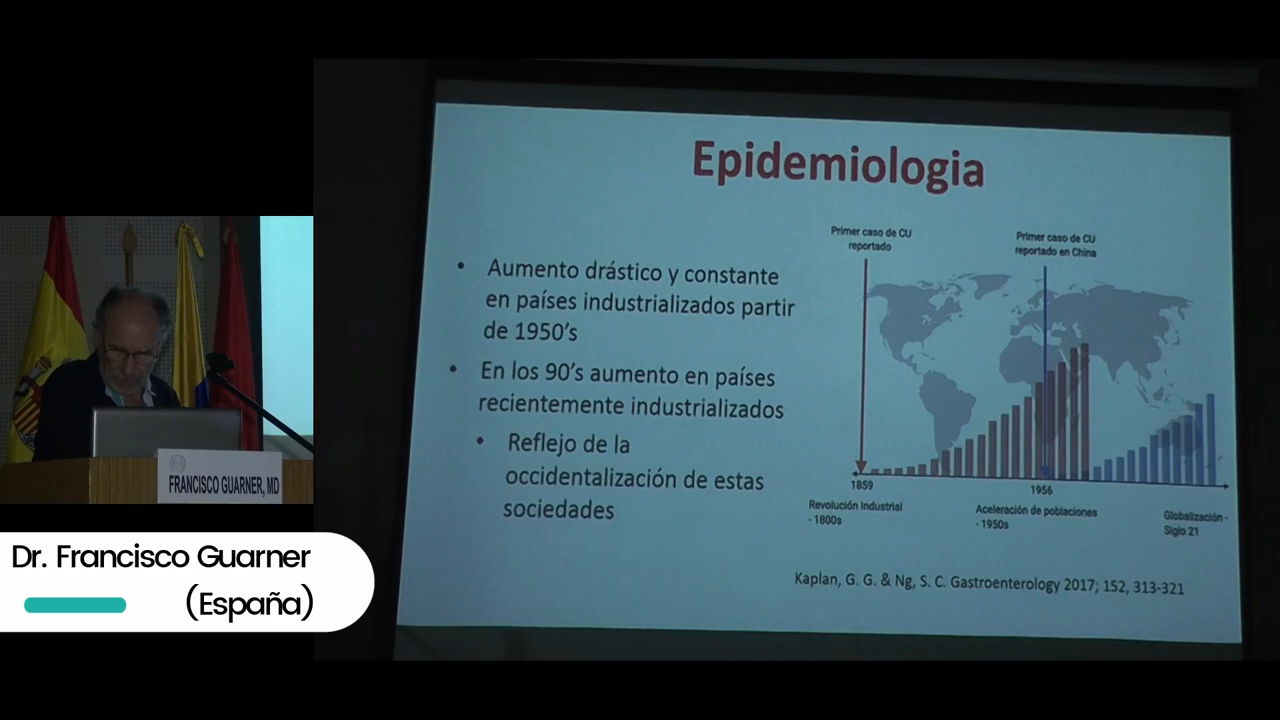 Epidemiologia
• Aumento drástico y constante
en países industrializados partir
de 1950's
• En los 90's aumento en países
recientemente industrializados
• Reflejo de la
occidentalización de estas
sociedades
Primer caso de CU
reportado
Primer caso de CU
reportado en China
1859
1956
Revolución Industrial
- 1800s
Aceleración de poblaciones
- 1950s
Globalización -
Siglo 21
Kaplan, G. G. & Ng, S. C. Gastroenterology 2017; 152, 313-321
FRANCISCO GUARNER, MD
Dr. Francisco Guarner
(España)